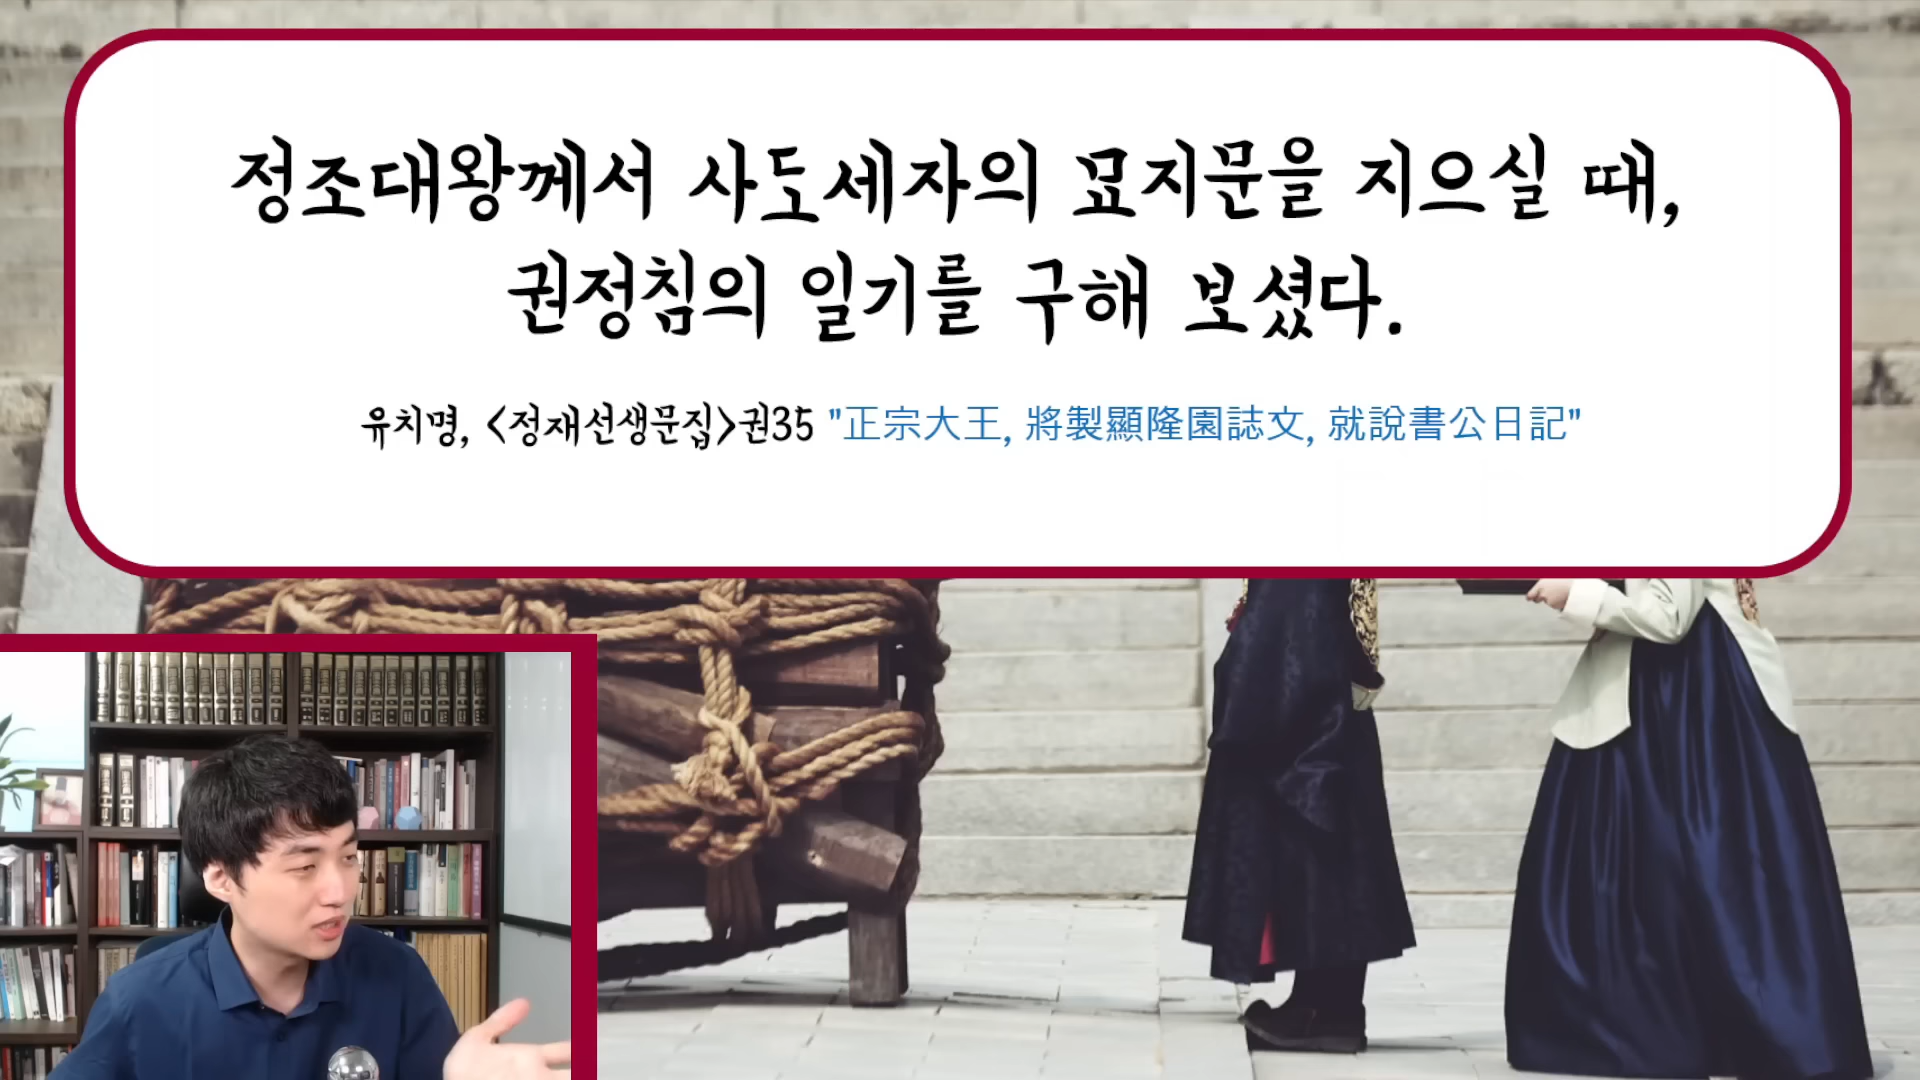 정조대왕께서 사도세자의 묘지문을 지으실 때,
권정침의 일기를 구해 보셨다.
유치명, <정재선생문집>권35 "正宗大王, 將製顯隆園誌文, 就說書公日記"